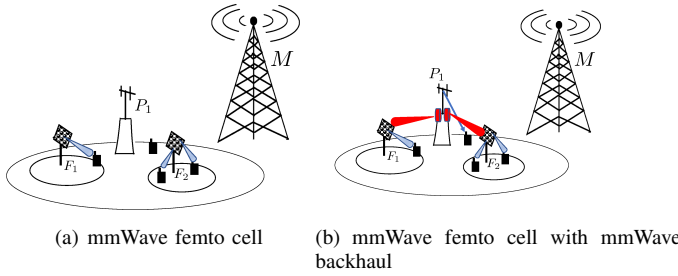 M
P1
F1
F2
M
P1
F1
F2
(a) mmWave femto cell
(b) mmWave femto cell with mmWave
backhaul